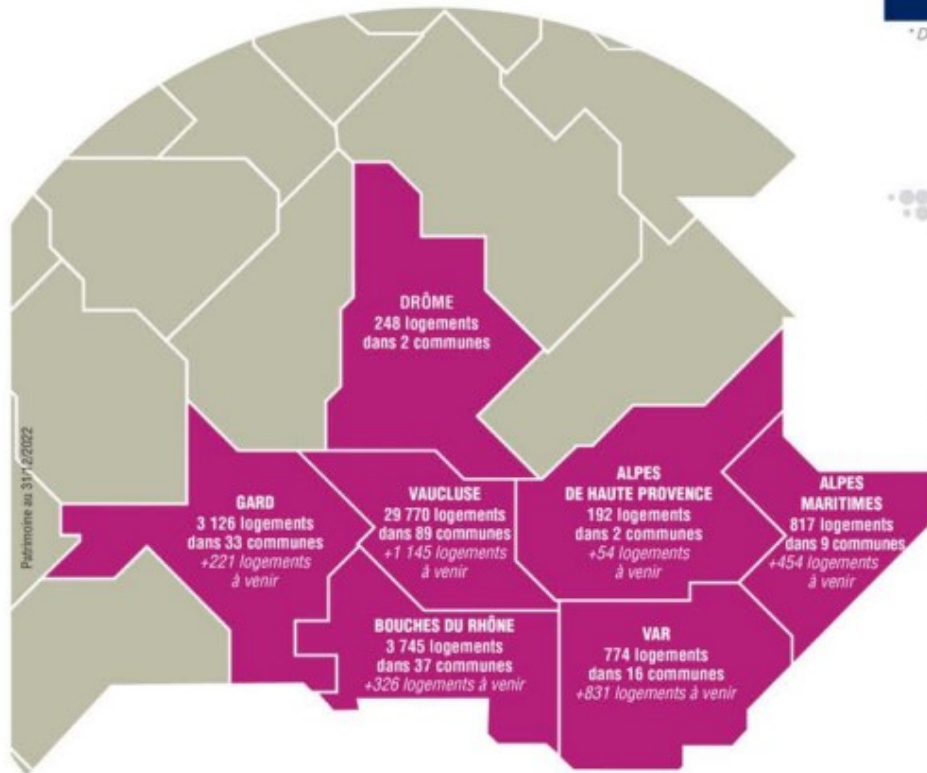 * D
DRÔME
248 logements
dans 2 communes
Patrimoine au 31/12/2022
GARD
3 126 logements
dans 33 communes
+221 logements
à venir
VAUCLUSE
29 770 logements
dans 89 communes
+1 145 logements
à venir
ALPES
DE HAUTE PROVENCE
192 logements
dans 2 communes
+54 logements
à venir
ALPES
MARITIMES
817 logements
dans 9 communes
+454 logements
à venir
BOUCHES DU RHÔNE
3 745 logements
dans 37 communes
+326 logements à venir
VAR
774 logements
dans 16 communes
+831 logements à venir